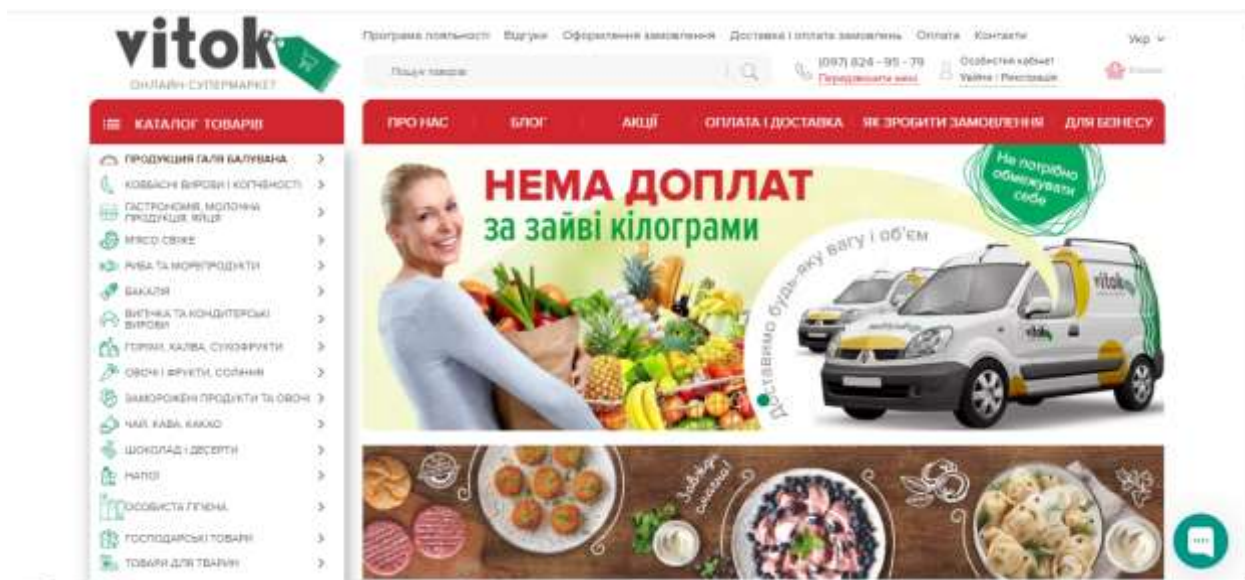 vitok
ОНЛАЙН-СУПЕРМАРКЕТ
Програма лояльності Відгуки Оформлення замовлення Доставка і оплата замовлень Оплата Контакти
Укр
Пошук товарів
(097) 824 - 95 - 79
Передзвоніть мені
Особистий кабінет
Увійти | Реєстрація
КАТАЛОГ ТОВАРІВ
ПРО НАС БЛОГ АКЦІЇ ОПЛАТА І ДОСТАВКА ЯК ЗРОБИТИ ЗАМОВЛЕННЯ ДЛЯ БІЗНЕСУ
ПРОДУКЦИЯ ГАЛЯ БАЛУВАНА
КОВБАСНІ ВИРОБИ І КОПЧЕНОСТІ
ГАСТРОНОМІЯ, МОЛОЧНА
ПРОДУКЦІЯ, ЯЙЦЯ
М'ЯСО СВІЖЕ
РИБА ТА МОРЕПРОДУКТИ
БАКАЛІЯ
ВИПІЧКА ТА КОНДИТЕРСЬКІ
ВИРОБИ
ГОРІХИ, ХАЛВА, СУХОФРУКТИ
ОВОЧІ І ФРУКТИ, СОЛІННЯ
ЗАМОРОЖЕНІ ПРОДУКТИ ТА ОВОЧІ
ЧАЙ, КАВА, КАКАО
ШОКОЛАД І ДЕСЕРТИ
НАПОЇ
ОСОБИСТА ГІГІЄНА
ГОСПОДАРСЬКІ ТОВАРИ
ТОВАРИ ДЛЯ ТВАРИН
НЕМА ДОПЛАТ
за зайві кілограми
Не потрібно
обмежувати
себе
Доставимо будь-яку вагу і об'єм
vitok
vitok
Завжди
смачно!